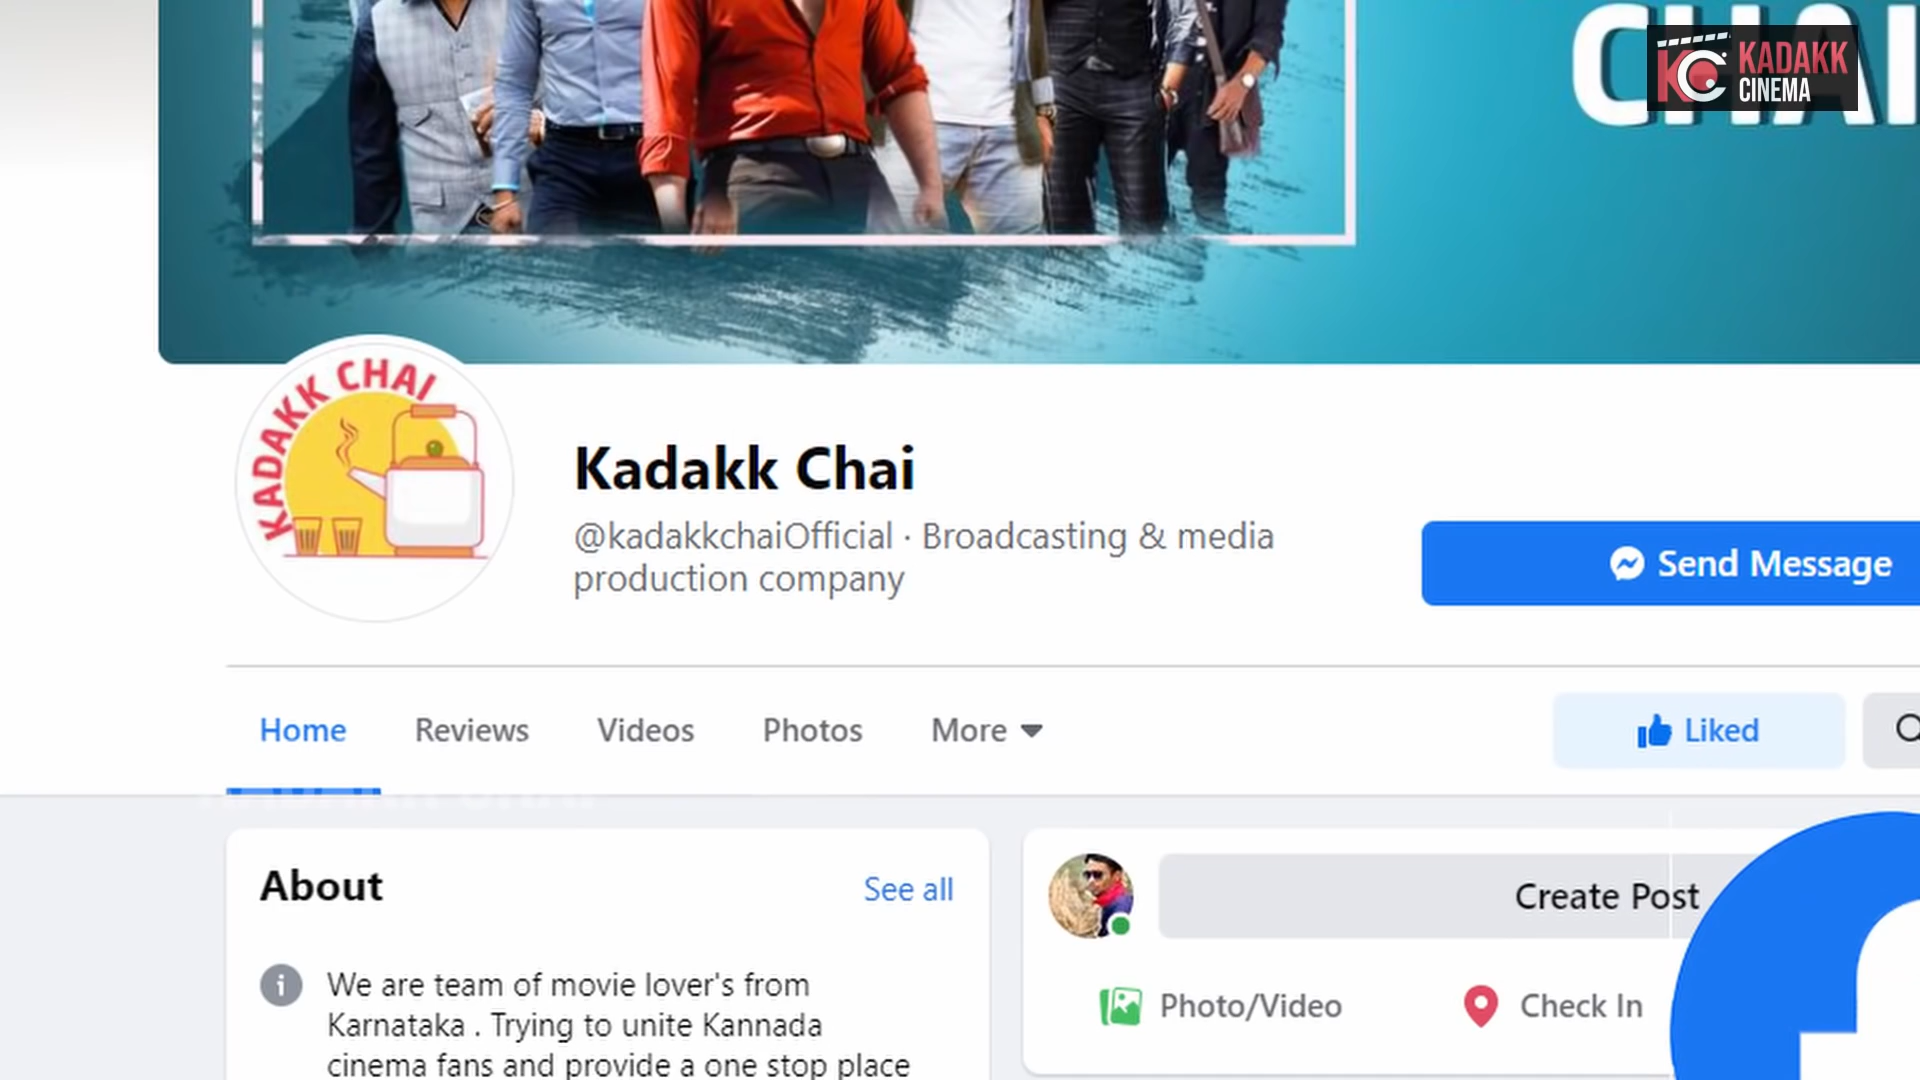 CHAI
KADAKK
CINEMA
KADAKK CHAI
Kadakk Chai
@kadakkchaiOfficial · Broadcasting & media
production company
Send Message
Home
Reviews
Videos
Photos
More
Liked
About
See all
Create Post
We are team of movie lover's from
Karnataka . Trying to unite Kannada
cinema fans and provide a one stop place
Photo/Video
Check In